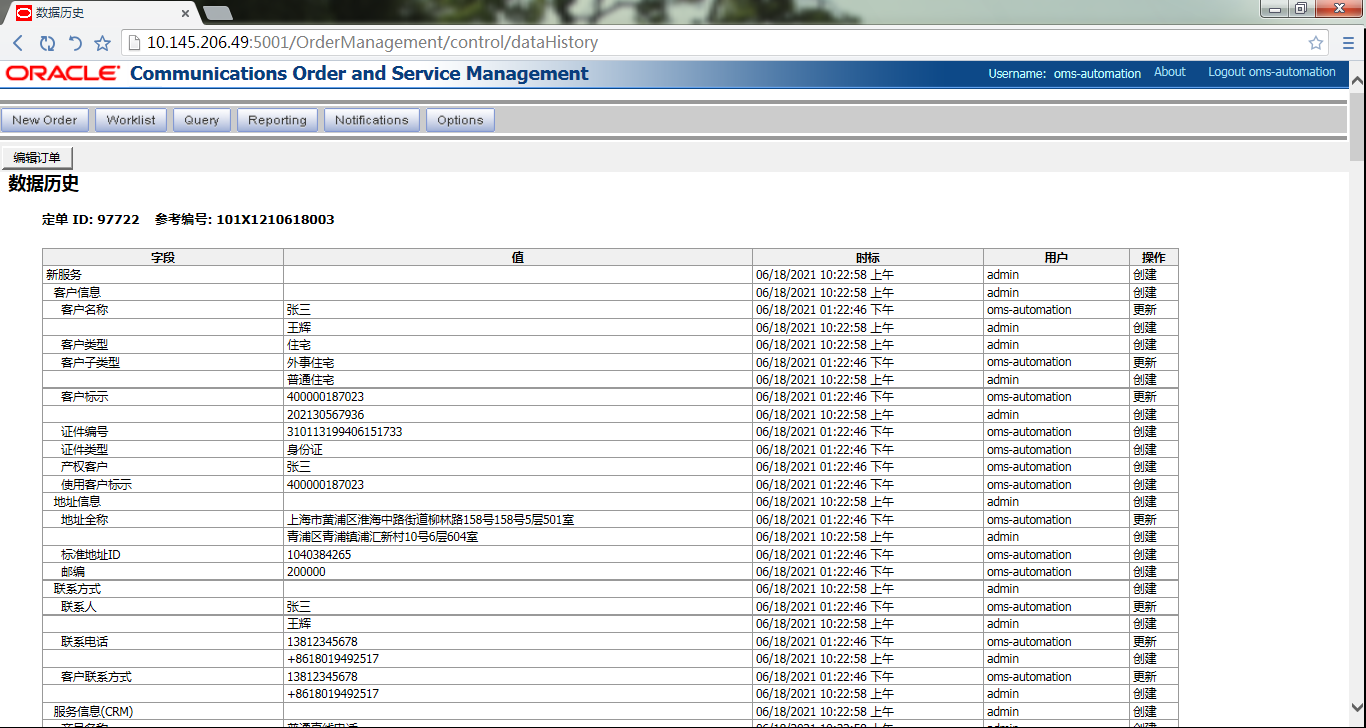 数据历史
10.145.206.49:5001/OrderManagement/control/dataHistory
ORACLE Communications Order and Service Management Username: oms-automation About Logout oms-automation
New Order Worklist Query Reporting Notifications Options
编辑订单
数据历史
定单 ID: 97722 参考编号: 101X1210618003
字段 值 时标 用户 操作
新服务 06/18/2021 10:22:58 上午 admin 创建
客户信息 06/18/2021 10:22:58 上午 admin 创建
客户名称 张三 06/18/2021 01:22:46 下午 oms-automation 更新
王辉 06/18/2021 10:22:58 上午 admin 创建
客户类型 住宅 06/18/2021 10:22:58 上午 admin 创建
客户子类型 外事住宅 06/18/2021 01:22:46 下午 oms-automation 更新
普通住宅 06/18/2021 10:22:58 上午 admin 创建
客户标示 400000187023 06/18/2021 01:22:46 下午 oms-automation 更新
202130567936 06/18/2021 10:22:58 上午 admin 创建
证件编号 310113199406151733 06/18/2021 01:22:46 下午 oms-automation 创建
证件类型 身份证 06/18/2021 01:22:46 下午 oms-automation 创建
产权客户 张三 06/18/2021 01:22:46 下午 oms-automation 创建
使用客户标示 400000187023 06/18/2021 01:22:46 下午 oms-automation 创建
地址信息 06/18/2021 10:22:58 上午 admin 创建
地址全称 上海市黄浦区淮海中路街道柳林路158号158号5层501室 06/18/2021 01:22:46 下午 oms-automation 更新
青浦区青浦镇浦汇新村10号6层604室 06/18/2021 10:22:58 上午 admin 创建
标准地址ID 1040384265 06/18/2021 01:22:46 下午 oms-automation 创建
邮编 200000 06/18/2021 01:22:46 下午 oms-automation 创建
联系方式 06/18/2021 10:22:58 上午 admin 创建
联系人 张三 06/18/2021 01:22:46 下午 oms-automation 更新
王辉 06/18/2021 10:22:58 上午 admin 创建
联系电话 13812345678 06/18/2021 01:22:46 下午 oms-automation 更新
+8618019492517 06/18/2021 10:22:58 上午 admin 创建
客户联系方式 13812345678 06/18/2021 01:22:46 下午 oms-automation 更新
+8618019492517 06/18/2021 10:22:58 上午 admin 创建
服务信息(CRM) 06/18/2021 10:22:58 上午 admin 创建